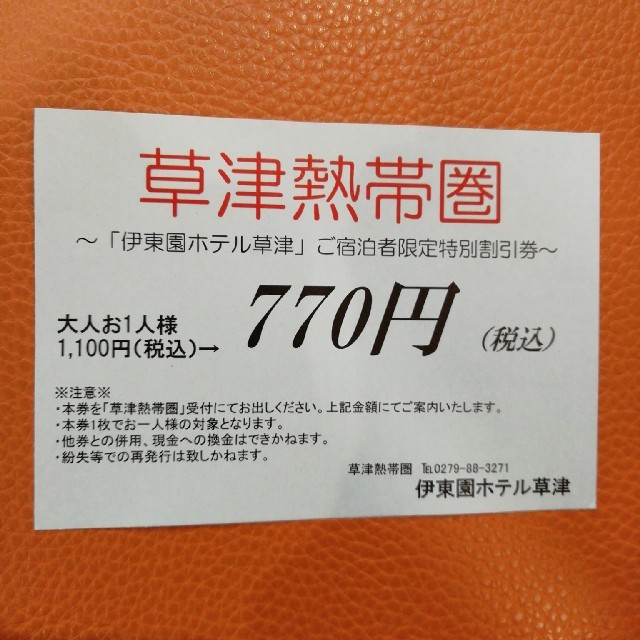 草津熱帯圏
～「伊東園ホテル草津」ご宿泊者限定特別割引券～
大人お1人様
1,100円(税込)→ 770円 (税込)
※注意※
・本券を「草津熱帯圏」受付にてお出しください。上記金額にてご案内いたします。
・本券1枚でお一人様の対象となります。
・他券との併用、現金への換金はできかねます。
・紛失等での再発行は致しかねます。
草津熱帯圏 ℡0279-88-3271
伊東園ホテル草津